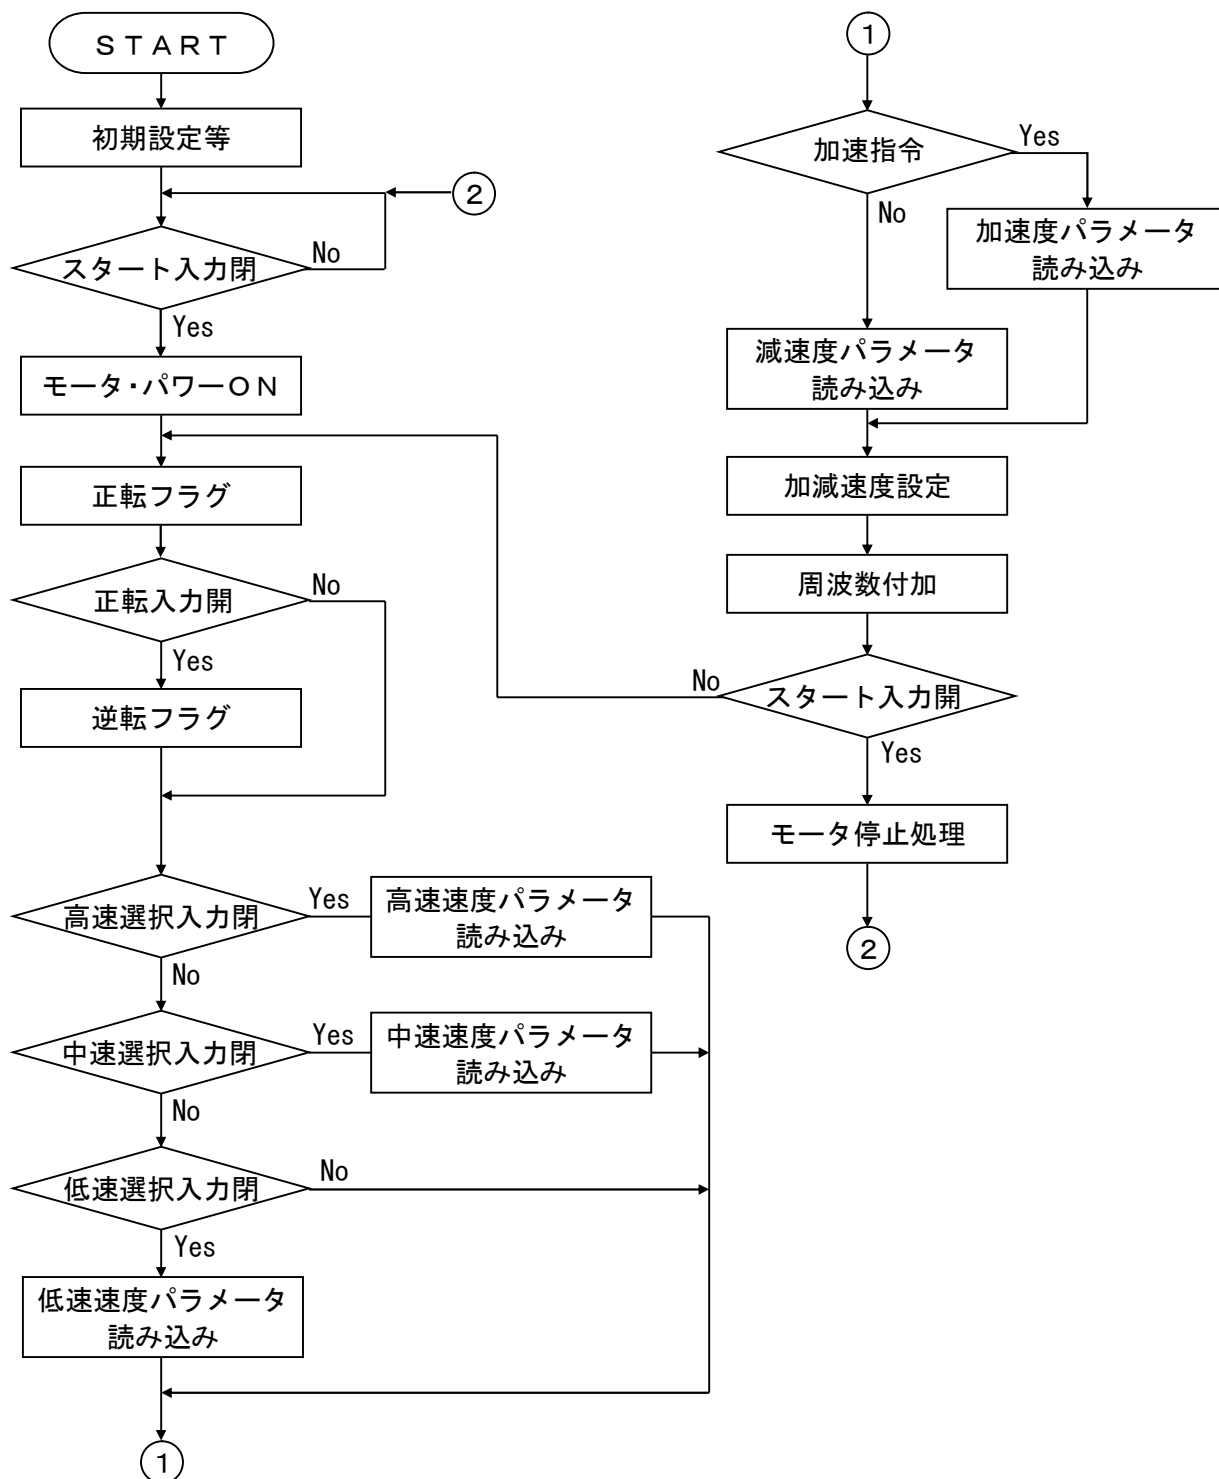 ＳＴＡＲＴ
初期設定等
②
スタート入力閉
No
Yes
モータ・パワーＯＮ
正転フラグ
正転入力開
No
Yes
逆転フラグ
高速選択入力閉
Yes
高速速度パラメータ
読み込み
No
中速選択入力閉
Yes
中速速度パラメータ
読み込み
No
低速選択入力閉
No
Yes
低速速度パラメータ
読み込み
①
①
加速指令
Yes
No
加速度パラメータ
読み込み
減速度パラメータ
読み込み
加減速度設定
周波数付加
スタート入力開
No
Yes
モータ停止処理
②